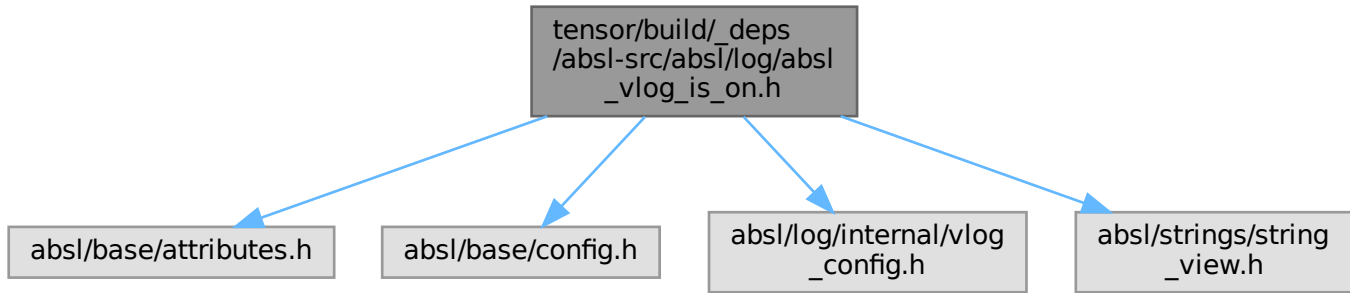 tensor/build/_deps
/absl-src/absl/log/absl
_vlog_is_on.h
absl/base/attributes.h
absl/base/config.h
absl/log/internal/vlog
_config.h
absl/strings/string
_view.h